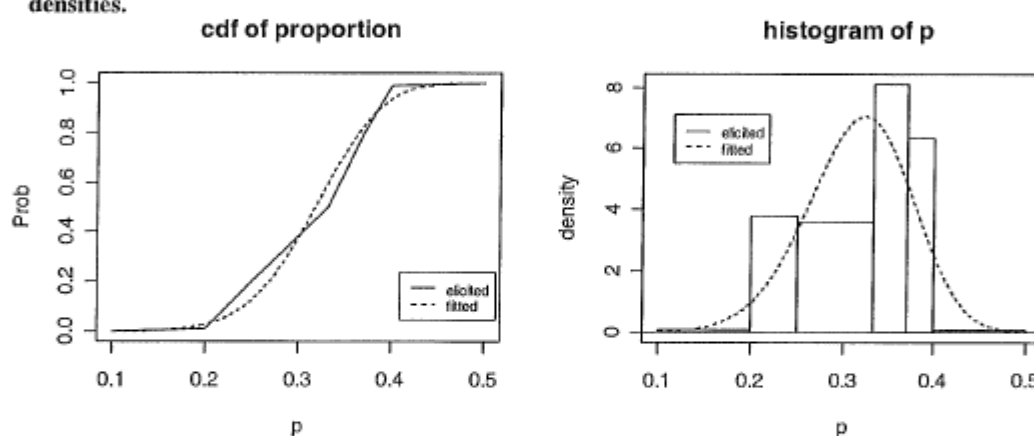 densities.
cdf of proportion
Prob
0.0 0.2 0.4 0.6 0.8 1.0
elicited
fitted
0.1 0.2 0.3 0.4 0.5
p
histogram of p
density
0 2 4 6 8
elicited
fitted
0.1 0.2 0.3 0.4 0.5
p